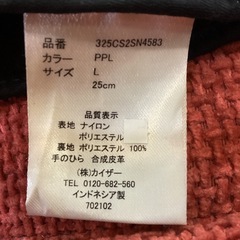 品番 325CS2SN4583
カラー PPL
サイズ L
25cm
品質表示
表地 ナイロン
ポリエステル
裏地 ポリエステル 100%
手のひら 合成皮革
(株)カイザー
TEL 0120-682-560
インドネシア製
702102